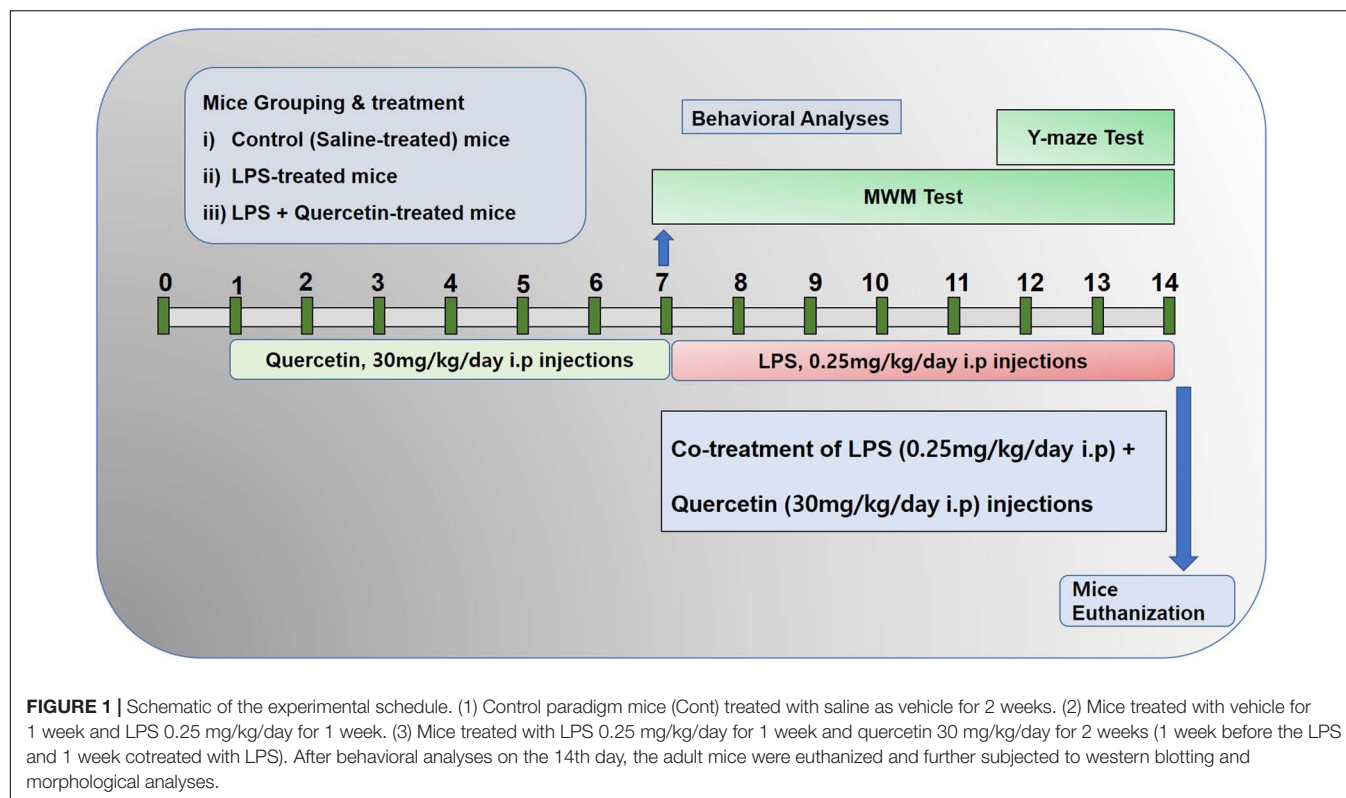 Mice Grouping & treatment
i) Control (Saline-treated) mice
ii) LPS-treated mice
iii) LPS + Quercetin-treated mice
Behavioral Analyses
Y-maze Test
MWM Test
0 1 2 3 4 5 6 7 8 9 10 11 12 13 14
Quercetin, 30mg/kg/day i.p injections
LPS, 0.25mg/kg/day i.p injections
Co-treatment of LPS (0.25mg/kg/day i.p) +
Quercetin (30mg/kg/day i.p) injections
Mice
Euthanization
FIGURE 1 | Schematic of the experimental schedule. (1) Control paradigm mice (Cont) treated with saline as vehicle for 2 weeks. (2) Mice treated with vehicle for
1 week and LPS 0.25 mg/kg/day for 1 week. (3) Mice treated with LPS 0.25 mg/kg/day for 1 week and quercetin 30 mg/kg/day for 2 weeks (1 week before the LPS
and 1 week cotreated with LPS). After behavioral analyses on the 14th day, the adult mice were euthanized and further subjected to western blotting and
morphological analyses.